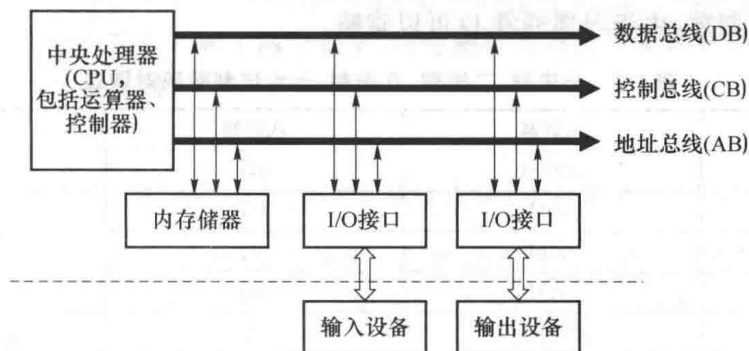 中央处理器
(CPU，
包括运算器、
控制器)
数据总线(DB)
控制总线(CB)
地址总线(AB)
内存储器
I/O接口
I/O接口
输入设备
输出设备